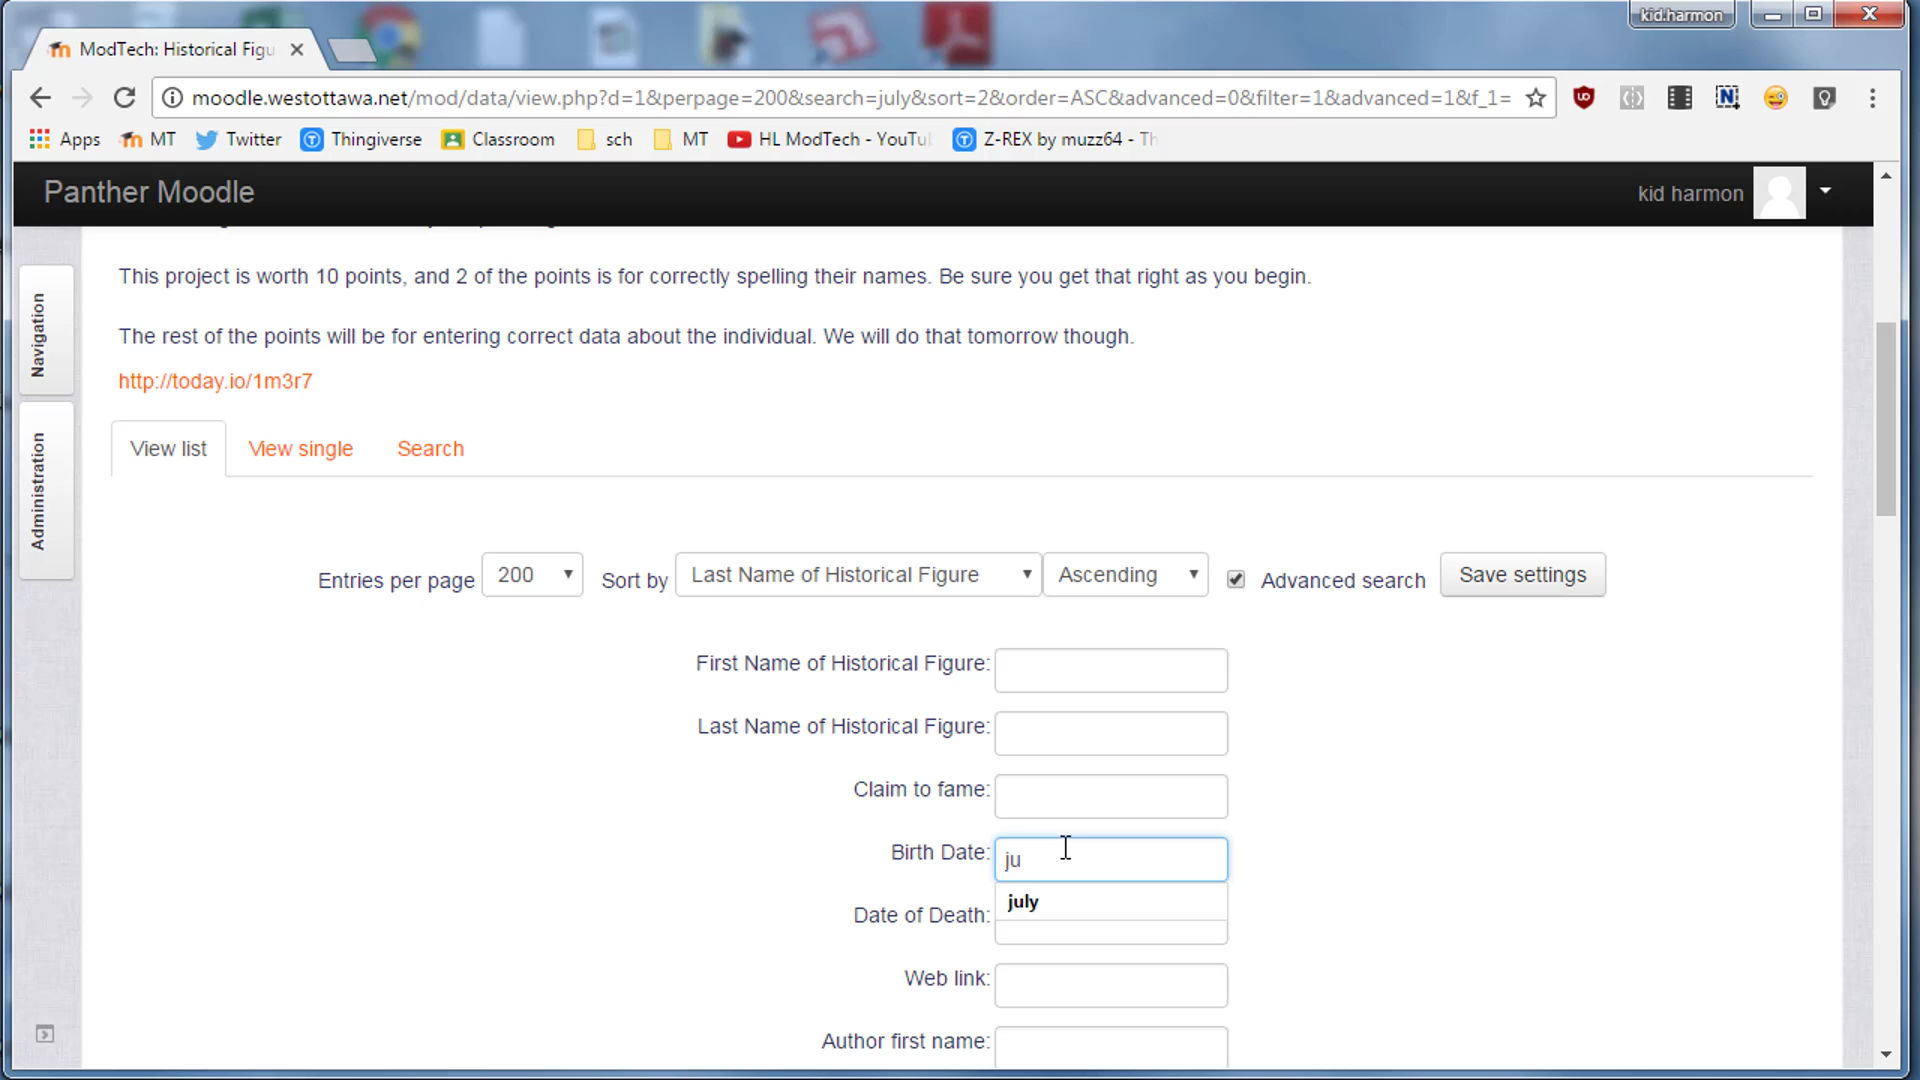 kid.harmon
ModTech: Historical Figu
moodle.westottawa.net/mod/data/view.php?d=1&perpage=200&search=july&sort=2&order=ASC&advanced=0&filter=1&advanced=1&f_1=
Apps MT Twitter Thingiverse Classroom sch MT HL ModTech - YouTu Z-REX by muzz64 - Th
Panther Moodle
kid harmon
Navigation
Administration
This project is worth 10 points, and 2 of the points is for correctly spelling their names. Be sure you get that right as you begin.
The rest of the points will be for entering correct data about the individual. We will do that tomorrow though.
http://today.io/1m3r7
View list View single Search
Entries per page 200 Sort by Last Name of Historical Figure Ascending Advanced search Save settings
First Name of Historical Figure:
Last Name of Historical Figure:
Claim to fame:
Birth Date: ju
july
Date of Death:
Web link:
Author first name: